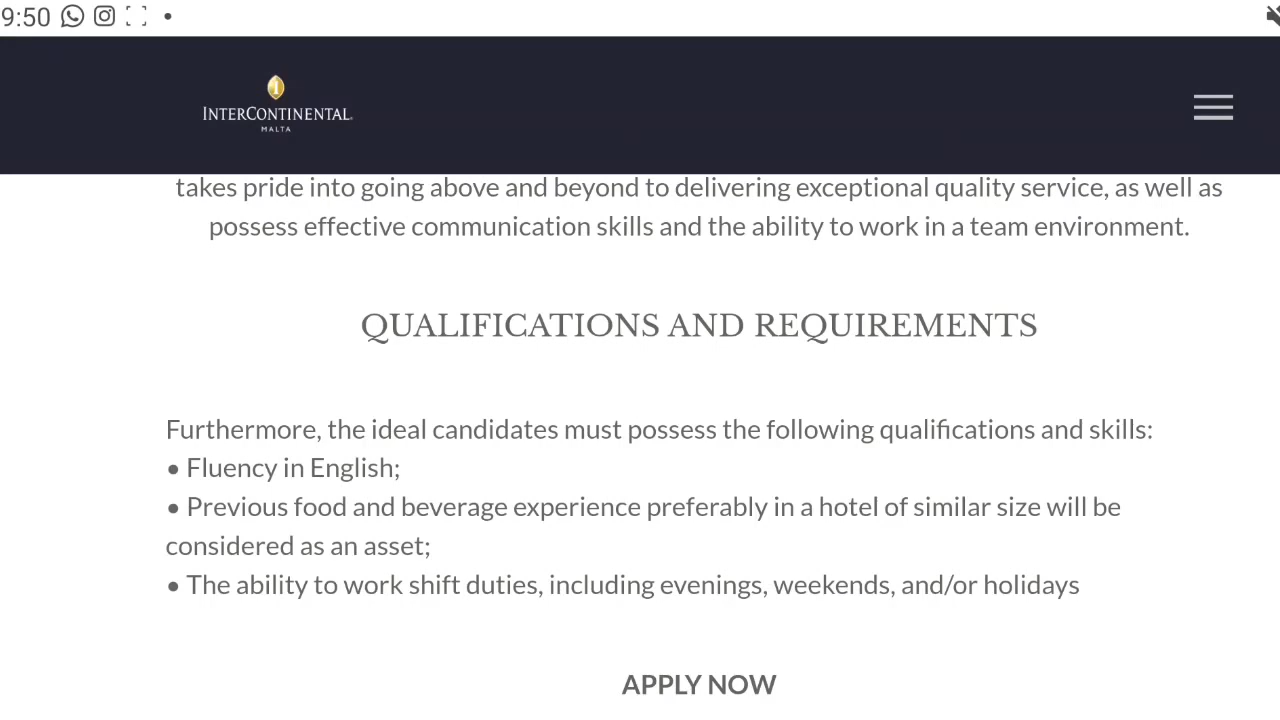 9:50
INTERCONTINENTAL
MALTA
takes pride into going above and beyond to delivering exceptional quality service, as well as
possess effective communication skills and the ability to work in a team environment.
QUALIFICATIONS AND REQUIREMENTS
Furthermore, the ideal candidates must possess the following qualifications and skills:
• Fluency in English;
• Previous food and beverage experience preferably in a hotel of similar size will be
considered as an asset;
• The ability to work shift duties, including evenings, weekends, and/or holidays
APPLY NOW